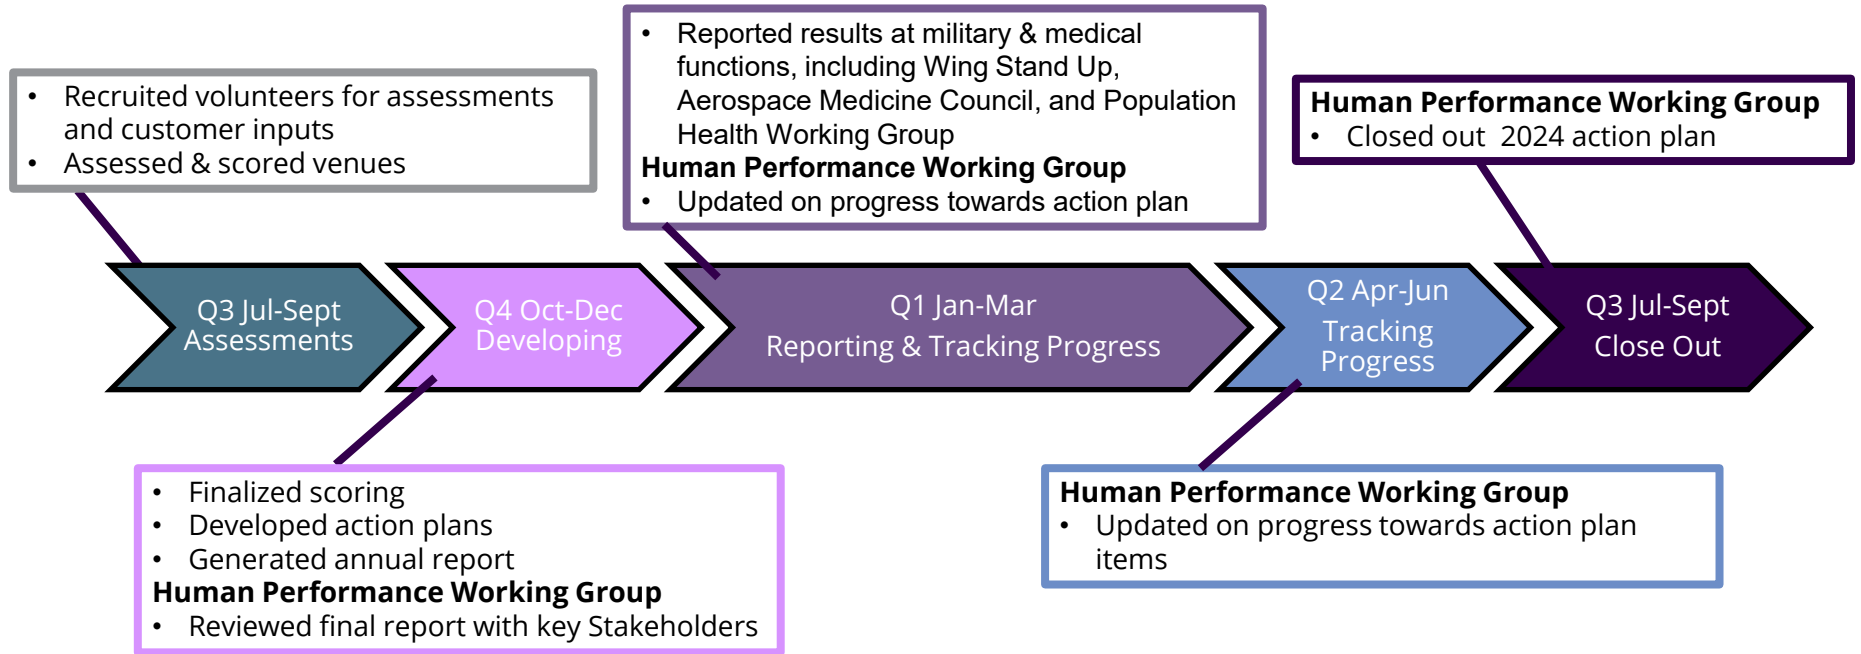 • Recruited volunteers for assessments
and customer inputs
• Assessed & scored venues
• Reported results at military & medical
functions, including Wing Stand Up,
Aerospace Medicine Council, and Population
Health Working Group
Human Performance Working Group
• Updated on progress towards action plan
Human Performance Working Group
• Closed out 2024 action plan
Q3 Jul-Sept
Assessments
Q4 Oct-Dec
Developing
Q1 Jan-Mar
Reporting & Tracking Progress
Q2 Apr-Jun
Tracking
Progress
Q3 Jul-Sept
Close Out
• Finalized scoring
• Developed action plans
• Generated annual report
Human Performance Working Group
• Reviewed final report with key Stakeholders
Human Performance Working Group
• Updated on progress towards action plan
items